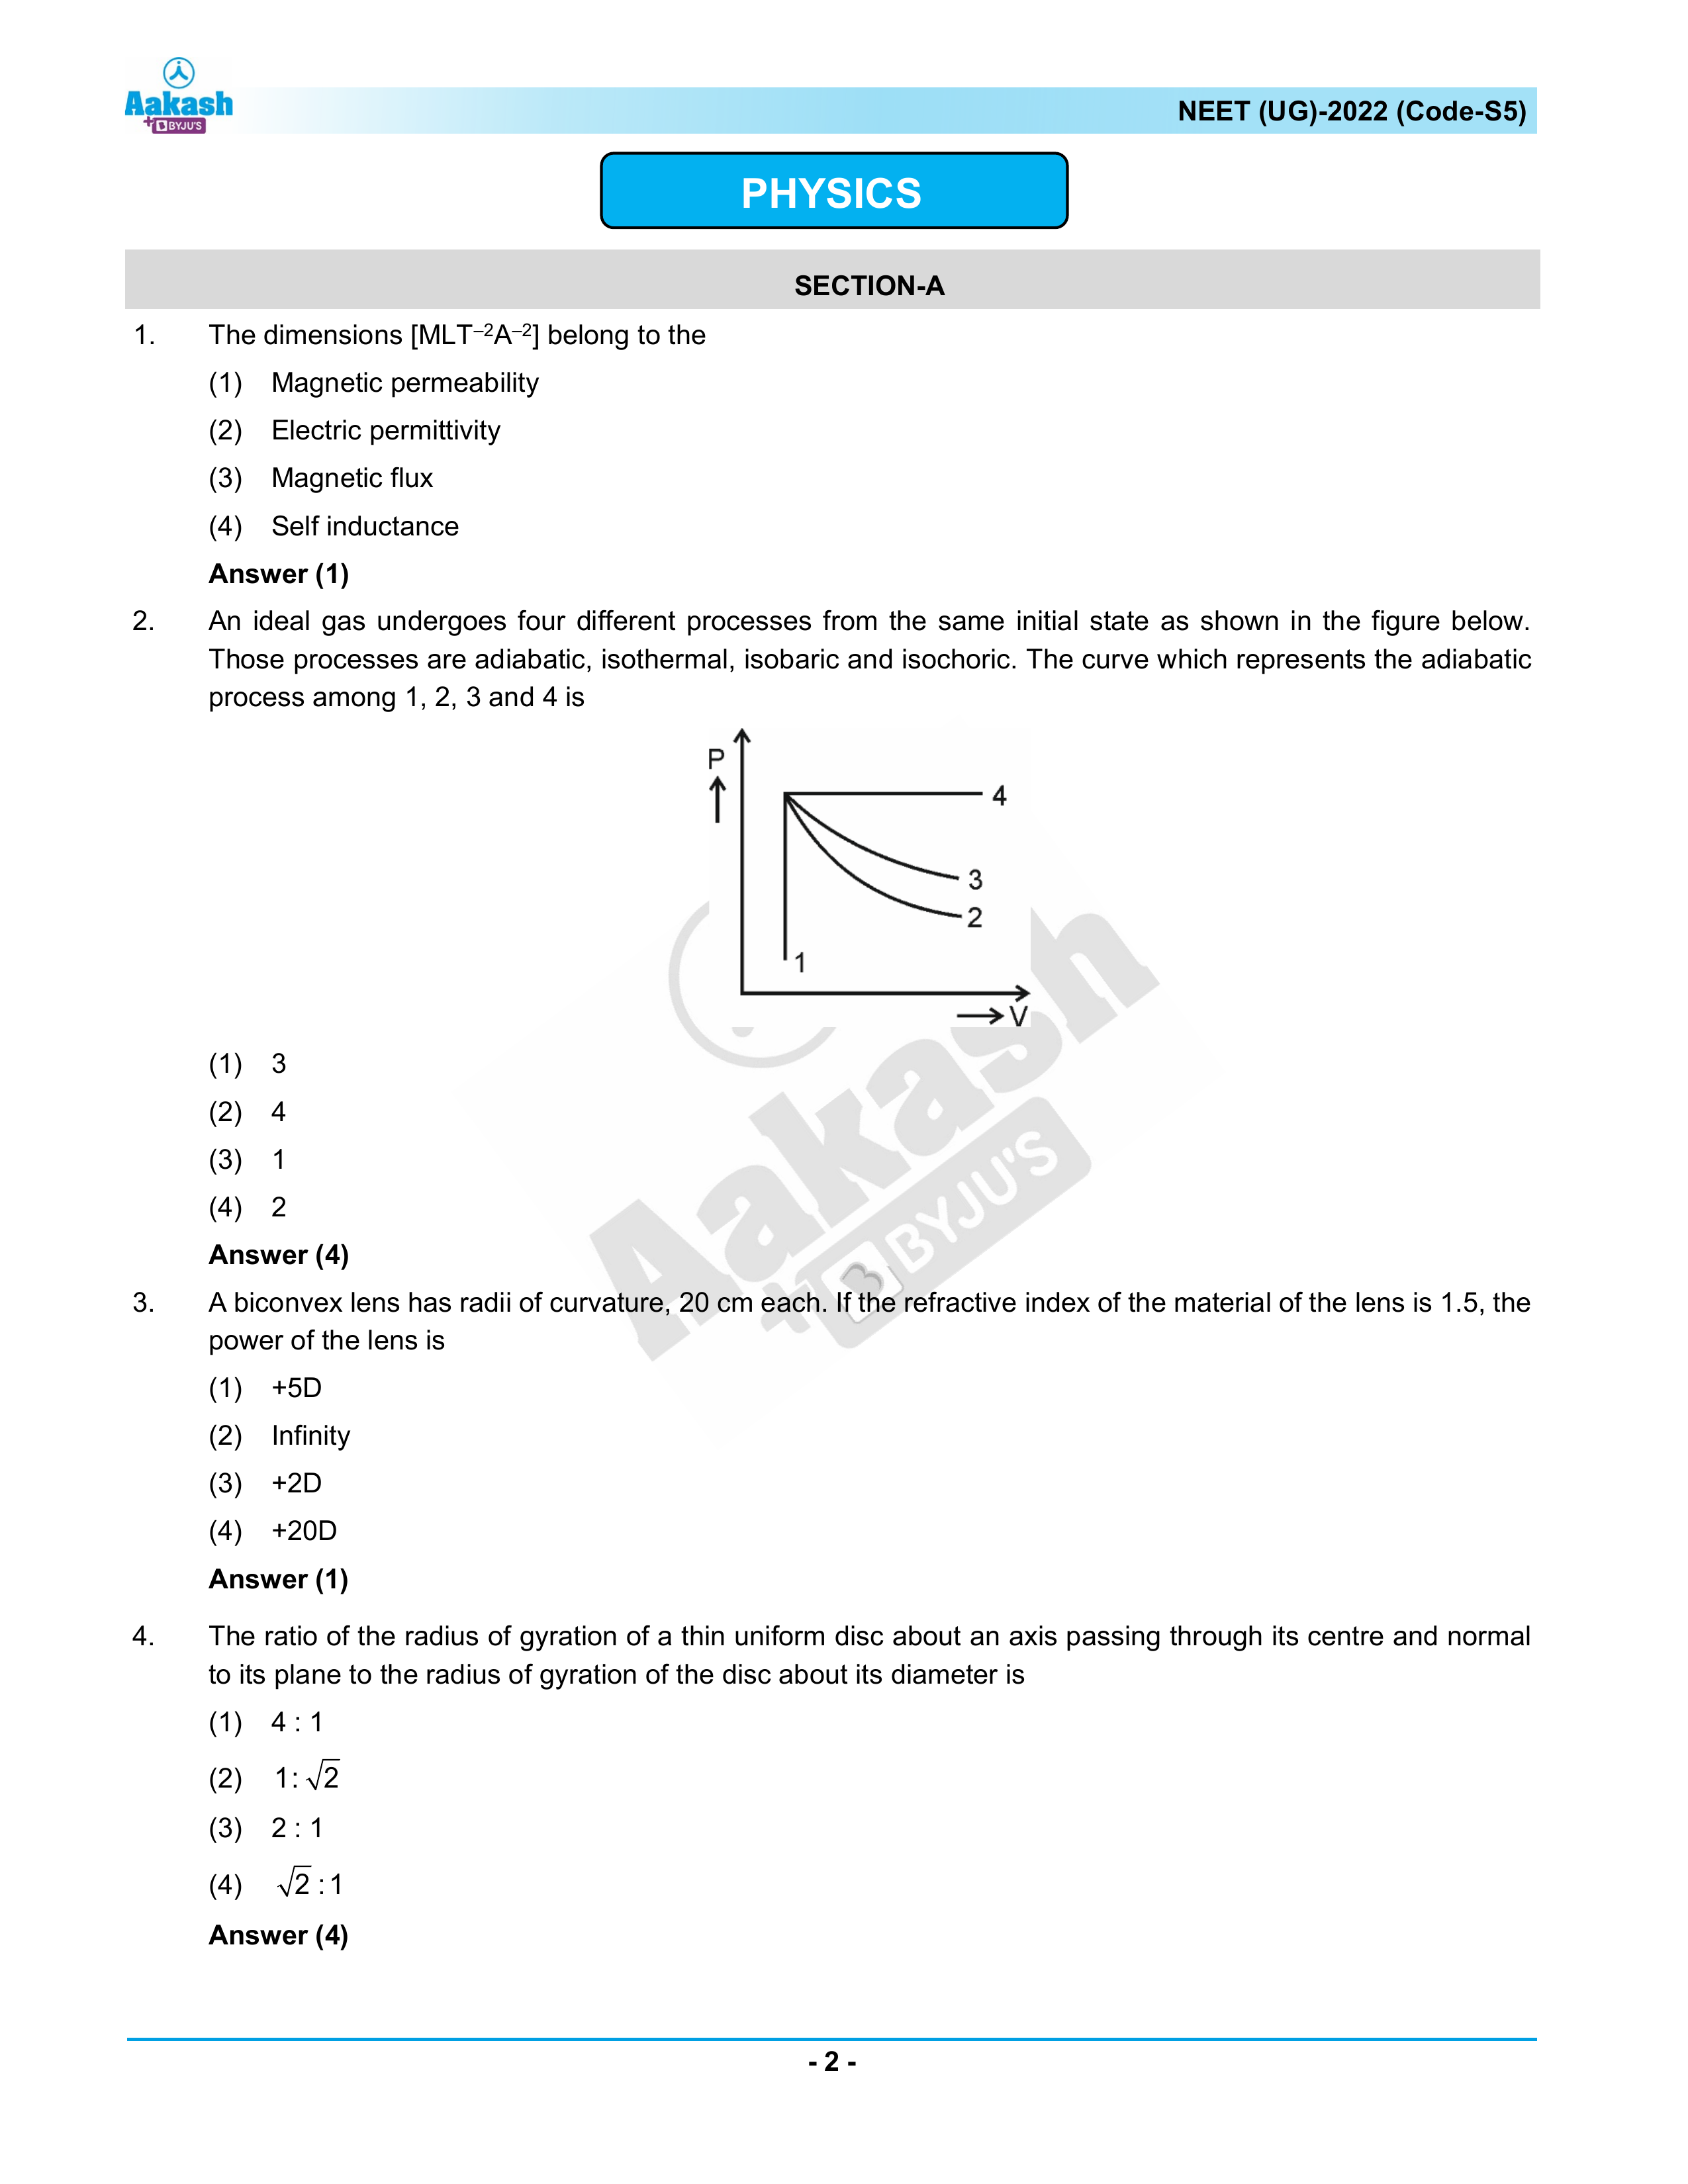 Aakash
+BYJU'S
NEET (UG)-2022 (Code-S5)
PHYSICS
SECTION-A
1. The dimensions [MLT⁻²A⁻²] belong to the
(1) Magnetic permeability
(2) Electric permittivity
(3) Magnetic flux
(4) Self inductance
Answer (1)
2. An ideal gas undergoes four different processes from the same initial state as shown in the figure below.
Those processes are adiabatic, isothermal, isobaric and isochoric. The curve which represents the adiabatic
process among 1, 2, 3 and 4 is
P
4
3
2
1
V
(1) 3
(2) 4
(3) 1
(4) 2
Answer (4)
Aakash
+BYJU'S
3. A biconvex lens has radii of curvature, 20 cm each. If the refractive index of the material of the lens is 1.5, the
power of the lens is
(1) +5D
(2) Infinity
(3) +2D
(4) +20D
Answer (1)
4. The ratio of the radius of gyration of a thin uniform disc about an axis passing through its centre and normal
to its plane to the radius of gyration of the disc about its diameter is
(1) 4 : 1
(2) 1: √2
(3) 2 : 1
(4) √2 :1
Answer (4)
- 2 -